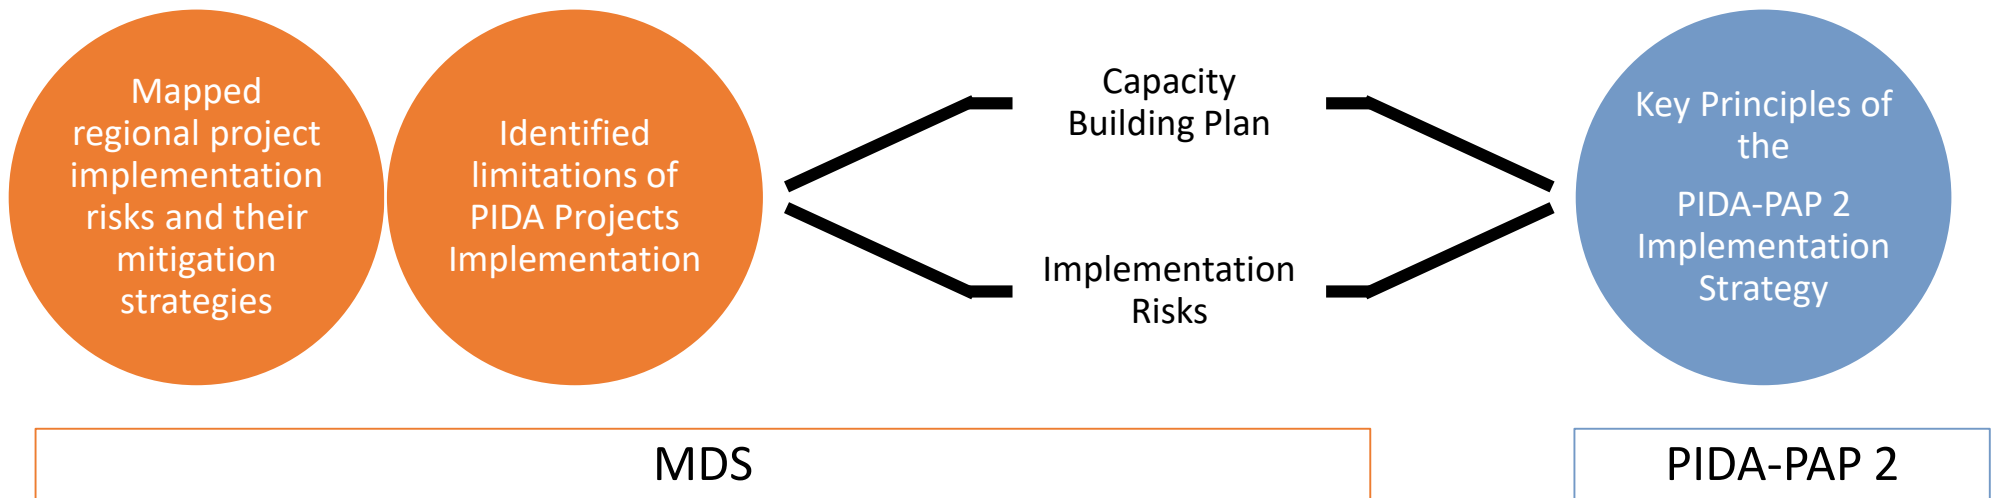 Mapped
regional project
implementation
risks and their
mitigation
strategies
Identified
limitations of
PIDA Projects
Implementation
Capacity
Building Plan
Implementation
Risks
Key Principles of
the
PIDA-PAP 2
Implementation
Strategy
MDS
PIDA-PAP 2